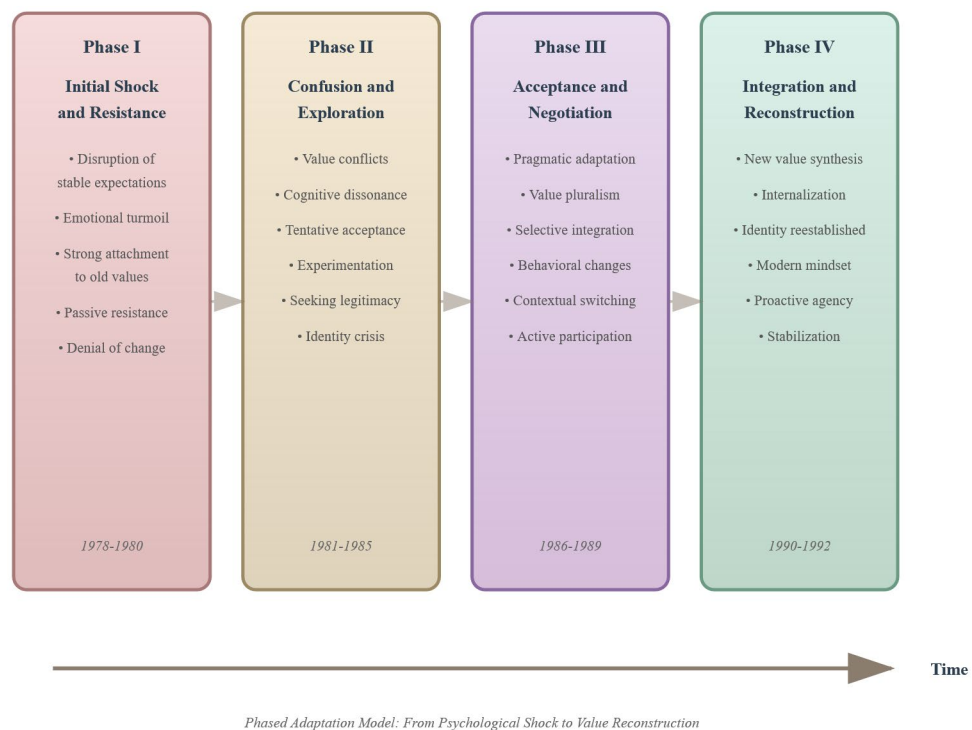 Phase I
Initial Shock
and Resistance
• Disruption of
stable expectations
• Emotional turmoil
• Strong attachment
to old values
• Passive resistance
• Denial of change
1978-1980
Phase II
Confusion and
Exploration
• Value conflicts
• Cognitive dissonance
• Tentative acceptance
• Experimentation
• Seeking legitimacy
• Identity crisis
1981-1985
Phase III
Acceptance and
Negotiation
• Pragmatic adaptation
• Value pluralism
• Selective integration
• Behavioral changes
• Contextual switching
• Active participation
1986-1989
Phase IV
Integration and
Reconstruction
• New value synthesis
• Internalization
• Identity reestablished
• Modern mindset
• Proactive agency
• Stabilization
1990-1992
Time
Phased Adaptation Model: From Psychological Shock to Value Reconstruction